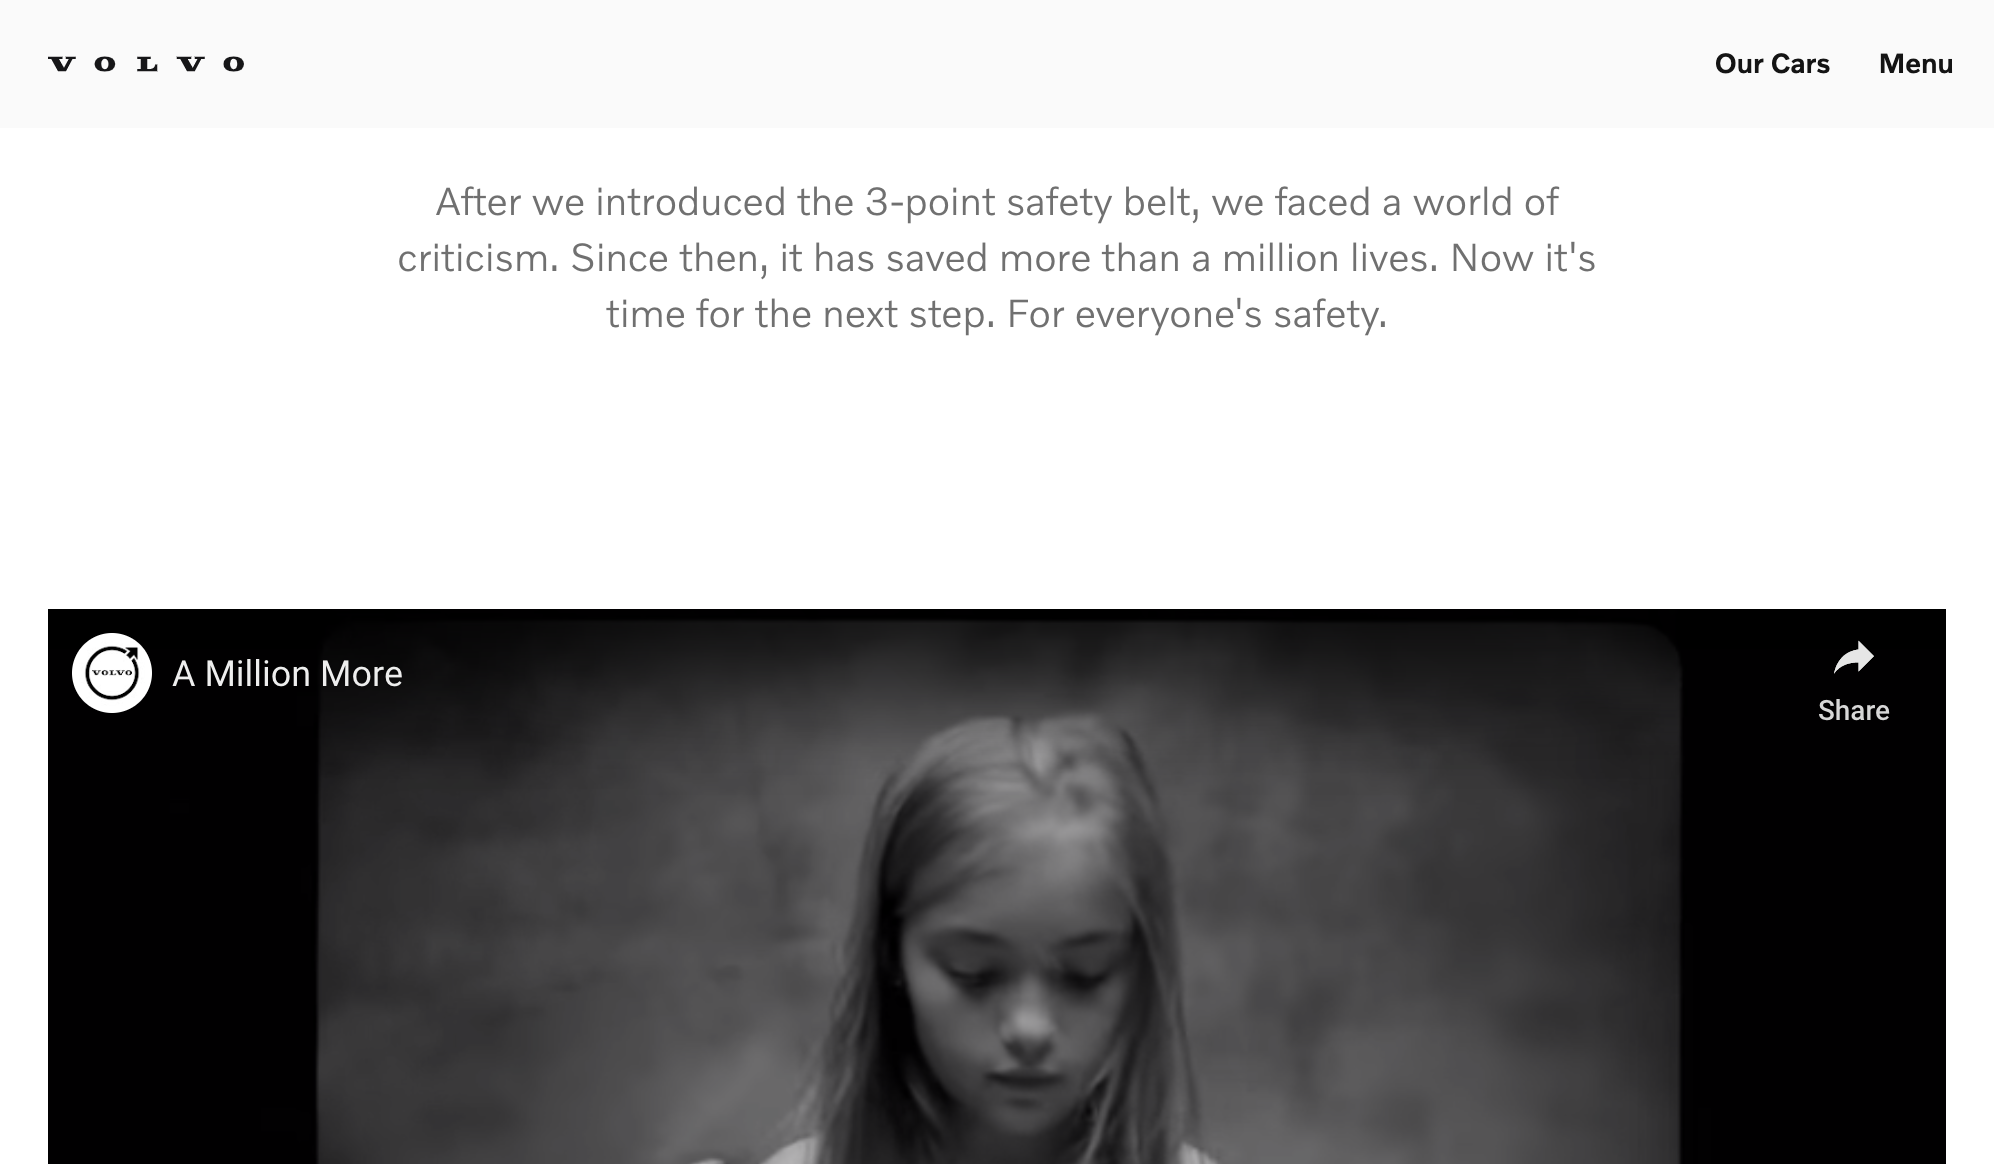 VOLVO
Our Cars Menu
After we introduced the 3-point safety belt, we faced a world of
criticism. Since then, it has saved more than a million lives. Now it's
time for the next step. For everyone's safety.
VOLVO
A Million More
Share